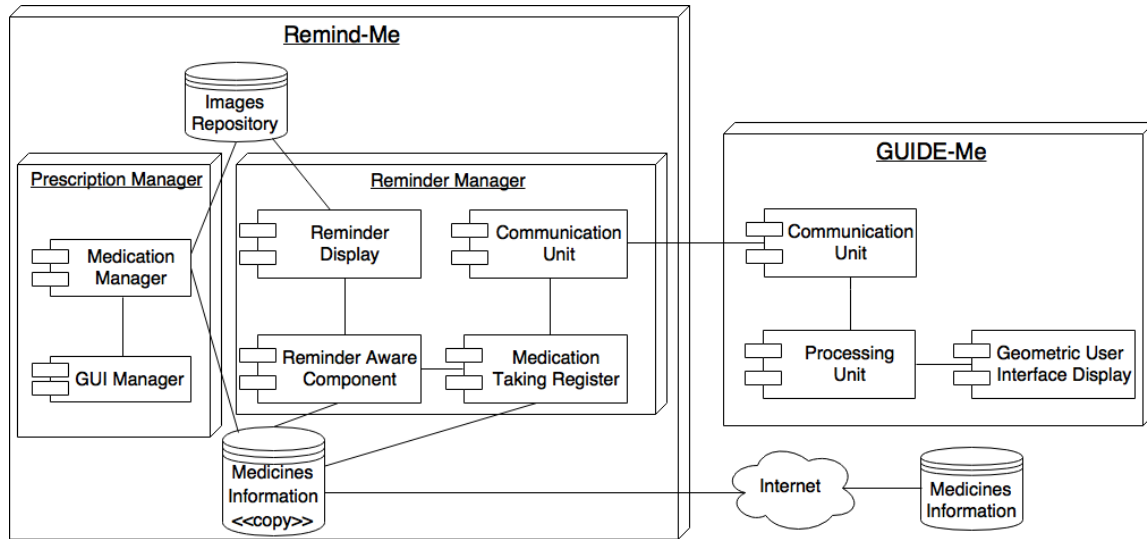 Remind-Me
Images
Repository
Prescription Manager
Medication
Manager
GUI Manager
Reminder Manager
Reminder
Display
Communication
Unit
Reminder Aware
Component
Medication
Taking Register
Medicines
Information
<<copy>>
GUIDE-Me
Communication
Unit
Processing
Unit
Geometric User
Interface Display
Internet
Medicines
Information